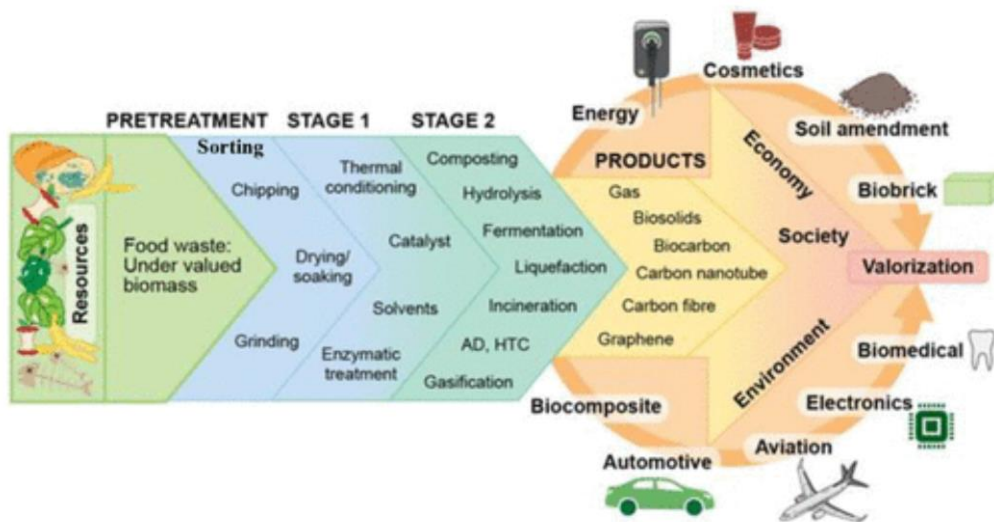 PRETREATMENT
STAGE 1
STAGE 2
Resources
Food waste:
Under valued
biomass
Sorting
Chipping
Drying/
soaking
Grinding
Thermal
conditioning
Catalyst
Solvents
Enzymatic
treatment
Composting
Hydrolysis
Fermentation
Liquefaction
Incineration
AD, HTC
Gasification
PRODUCTS
Gas
Biosolids
Biocarbon
Carbon nanotube
Carbon fibre
Graphene
Economy
Society
Environment
Energy
Cosmetics
Soil amendment
Biobrick
Valorization
Biomedical
Electronics
Aviation
Automotive
Biocomposite